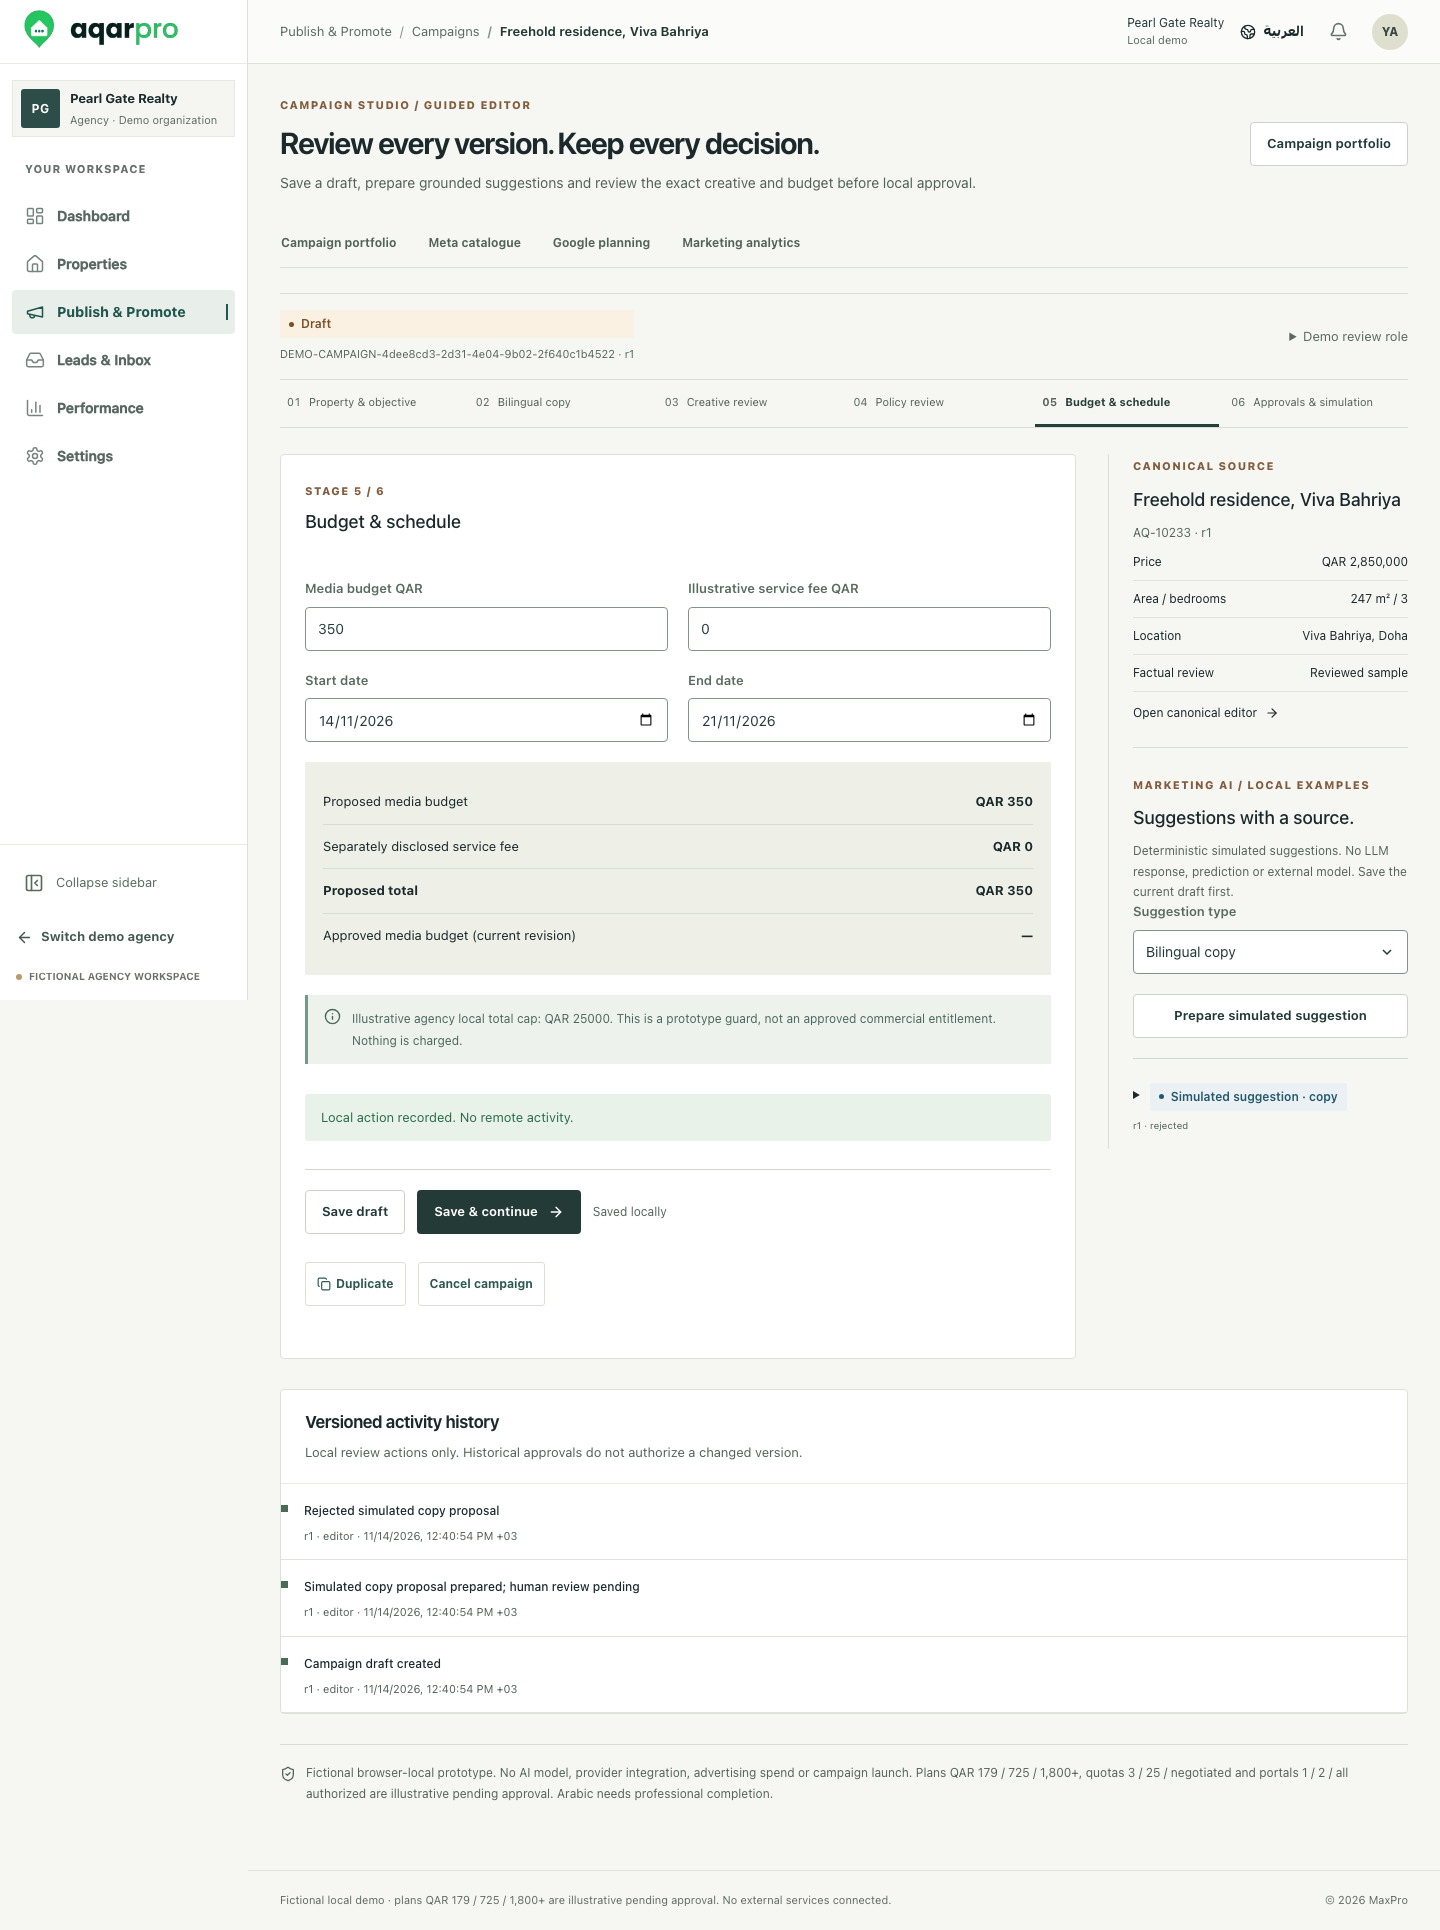 aqarpro
PG
Pearl Gate Realty
Agency · Demo organization
YOUR WORKSPACE
Dashboard
Properties
Publish & Promote
Leads & Inbox
Performance
Settings
Collapse sidebar
Switch demo agency
FICTIONAL AGENCY WORKSPACE
Publish & Promote / Campaigns / Freehold residence, Viva Bahriya
Pearl Gate Realty
Local demo
العربية
YA
CAMPAIGN STUDIO / GUIDED EDITOR
Review every version. Keep every decision.
Save a draft, prepare grounded suggestions and review the exact creative and budget before local approval.
Campaign portfolio
Campaign portfolio
Meta catalogue
Google planning
Marketing analytics
Draft
DEMO-CAMPAIGN-4dee8cd3-2d31-4e04-9b02-2f640c1b4522 · r1
Demo review role
01 Property & objective
02 Bilingual copy
03 Creative review
04 Policy review
05 Budget & schedule
06 Approvals & simulation
STAGE 5 / 6
Budget & schedule
Media budget QAR
Illustrative service fee QAR
350
0
Start date
End date
14/11/2026
21/11/2026
Proposed media budget QAR 350
Separately disclosed service fee QAR 0
Proposed total QAR 350
Approved media budget (current revision) —
Illustrative agency local total cap: QAR 25000. This is a prototype guard, not an approved commercial entitlement.
Nothing is charged.
Local action recorded. No remote activity.
Save draft
Save & continue
Saved locally
Duplicate
Cancel campaign
CANONICAL SOURCE
Freehold residence, Viva Bahriya
AQ-10233 · r1
Price QAR 2,850,000
Area / bedrooms 247 m² / 3
Location Viva Bahriya, Doha
Factual review Reviewed sample
Open canonical editor
MARKETING AI / LOCAL EXAMPLES
Suggestions with a source.
Deterministic simulated suggestions. No LLM
response, prediction or external model. Save the
current draft first.
Suggestion type
Bilingual copy
Prepare simulated suggestion
Simulated suggestion · copy
r1 · rejected
Versioned activity history
Local review actions only. Historical approvals do not authorize a changed version.
Rejected simulated copy proposal
r1 · editor · 11/14/2026, 12:40:54 PM +03
Simulated copy proposal prepared; human review pending
r1 · editor · 11/14/2026, 12:40:54 PM +03
Campaign draft created
r1 · editor · 11/14/2026, 12:40:54 PM +03
Fictional browser-local prototype. No AI model, provider integration, advertising spend or campaign launch. Plans QAR 179 / 725 / 1,800+, quotas 3 / 25 / negotiated and portals 1 / 2 / all
authorized are illustrative pending approval. Arabic needs professional completion.
Fictional local demo · plans QAR 179 / 725 / 1,800+ are illustrative pending approval. No external services connected.
© 2026 MaxPro